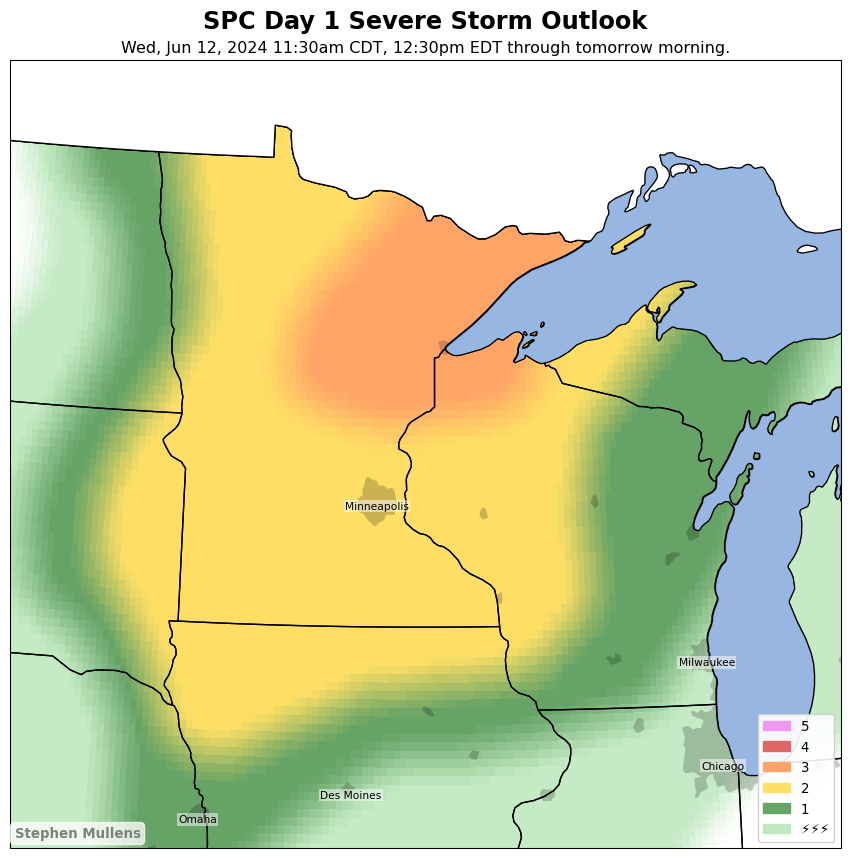 SPC Day 1 Severe Storm Outlook
Wed, Jun 12, 2024 11:30am CDT, 12:30pm EDT through tomorrow morning.
Minneapolis
Milwaukee
Chicago
Des Moines
Omaha
5
4
3
2
1
⚡⚡⚡
Stephen Mullens